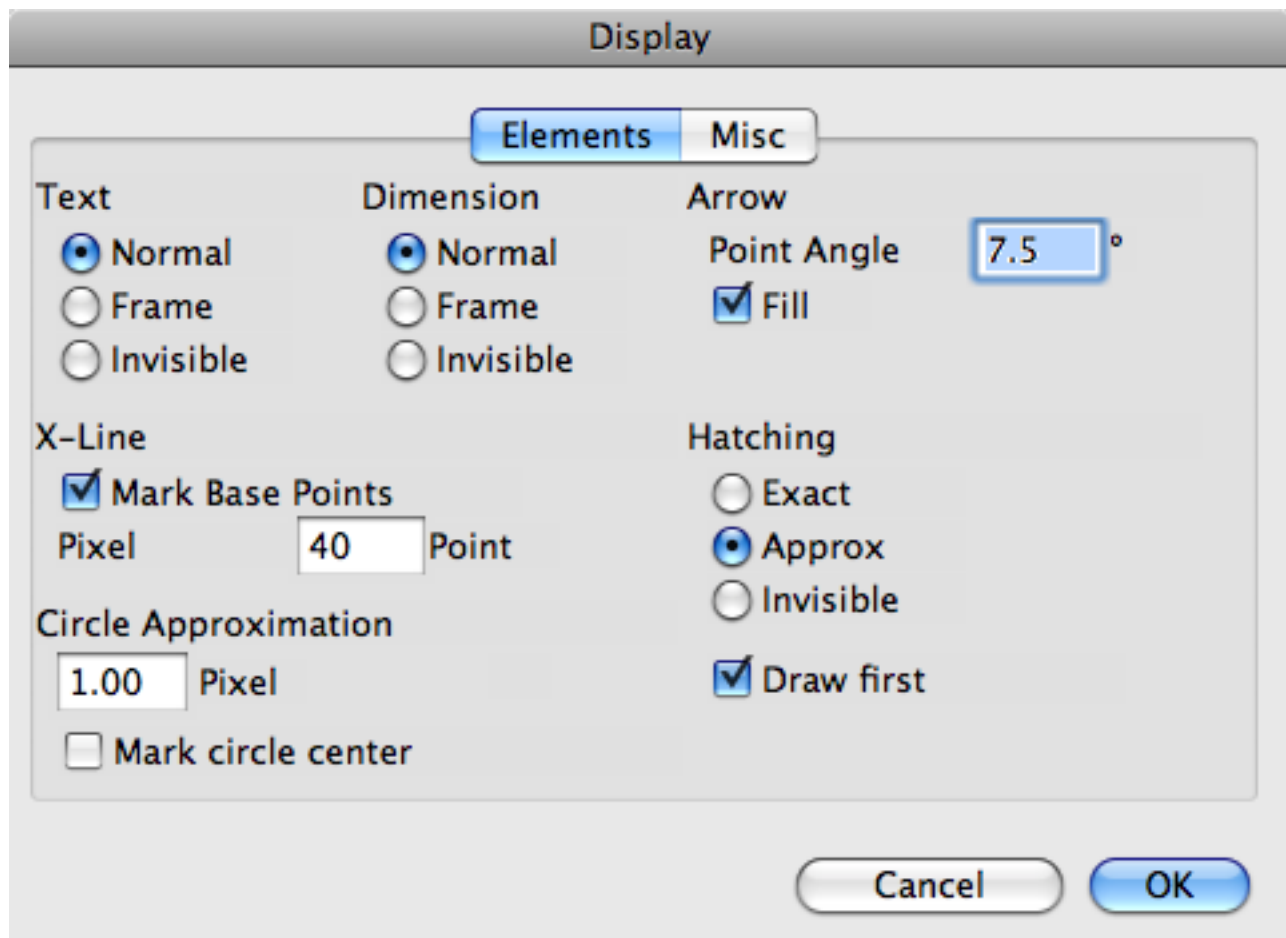 Display
Elements Misc
Text Dimension Arrow
Normal Normal Point Angle 7.5 °
Frame Frame Fill
Invisible Invisible
X-Line Hatching
Mark Base Points Exact
Pixel 40 Point Approx
Invisible
Circle Approximation
1.00 Pixel Draw first
Mark circle center
Cancel OK